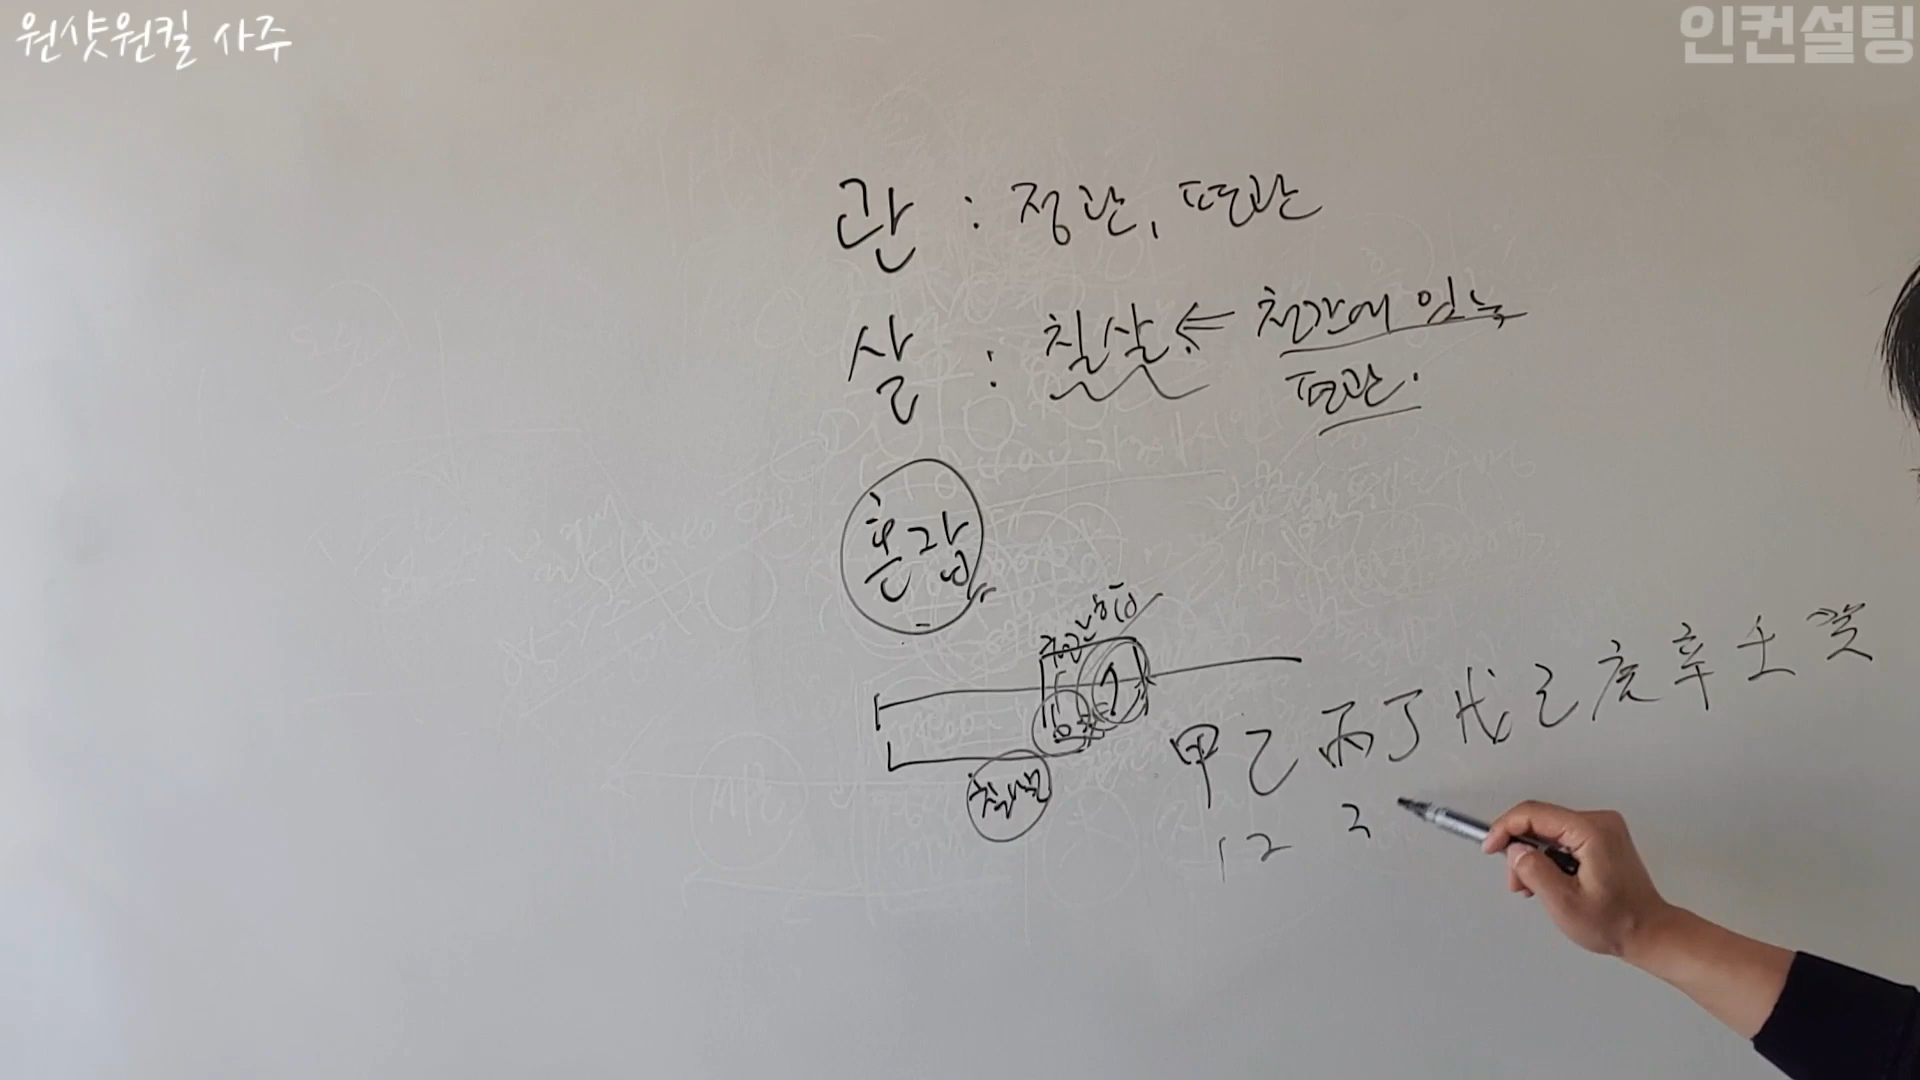 원샷원킬 사주
인컨설팅
관 : 정관, 편관
살 : 칠살 ⇐ 천간에 있는
편관.
혼잡
甲乙丙丁戊己庚辛壬癸
1 2 3